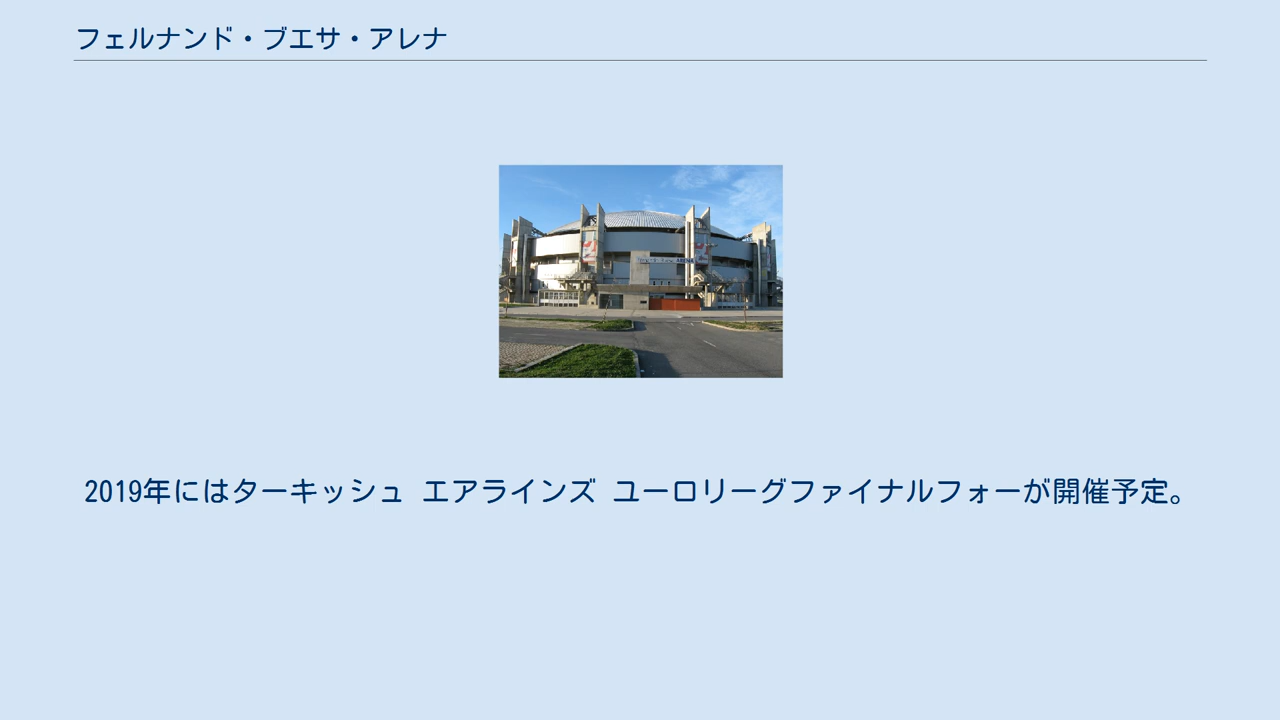 フェルナンド・ブエサ・アレナ
2019年にはターキッシュ エアラインズ ユーロリーグファイナルフォーが開催予定。